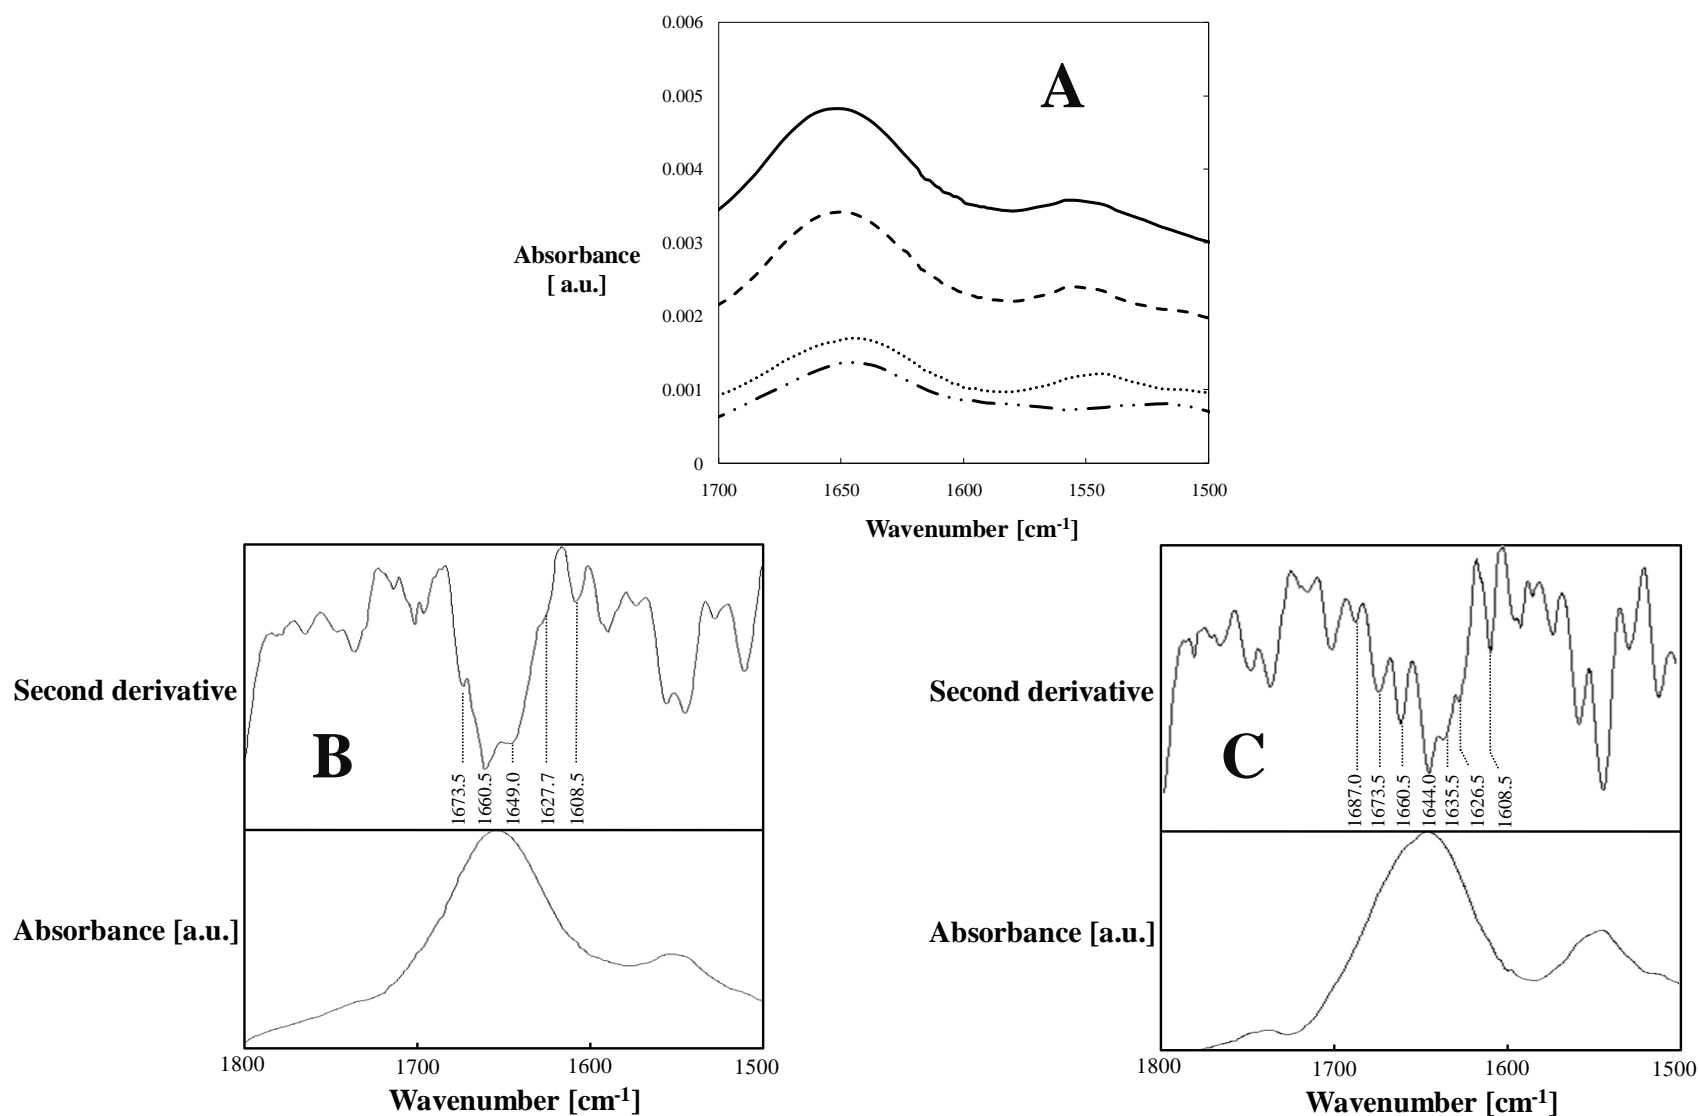 0.006
A
0.005
0.004
0.003
Absorbance
[ a.u.]
0.002
0.001
0
1700 1650 1600 1550 1500
Wavenumber [cm-1]
Second derivative
B
1673.5
1660.5
1649.0
1627.7
1608.5
Absorbance [a.u.]
1800 1700 1600 1500
Wavenumber [cm-1]
Second derivative
C
1687.0
1673.5
1660.5
1644.0
1635.5
1626.5
1608.5
Absorbance [a.u.]
1800 1700 1600 1500
Wavenumber [cm-1]